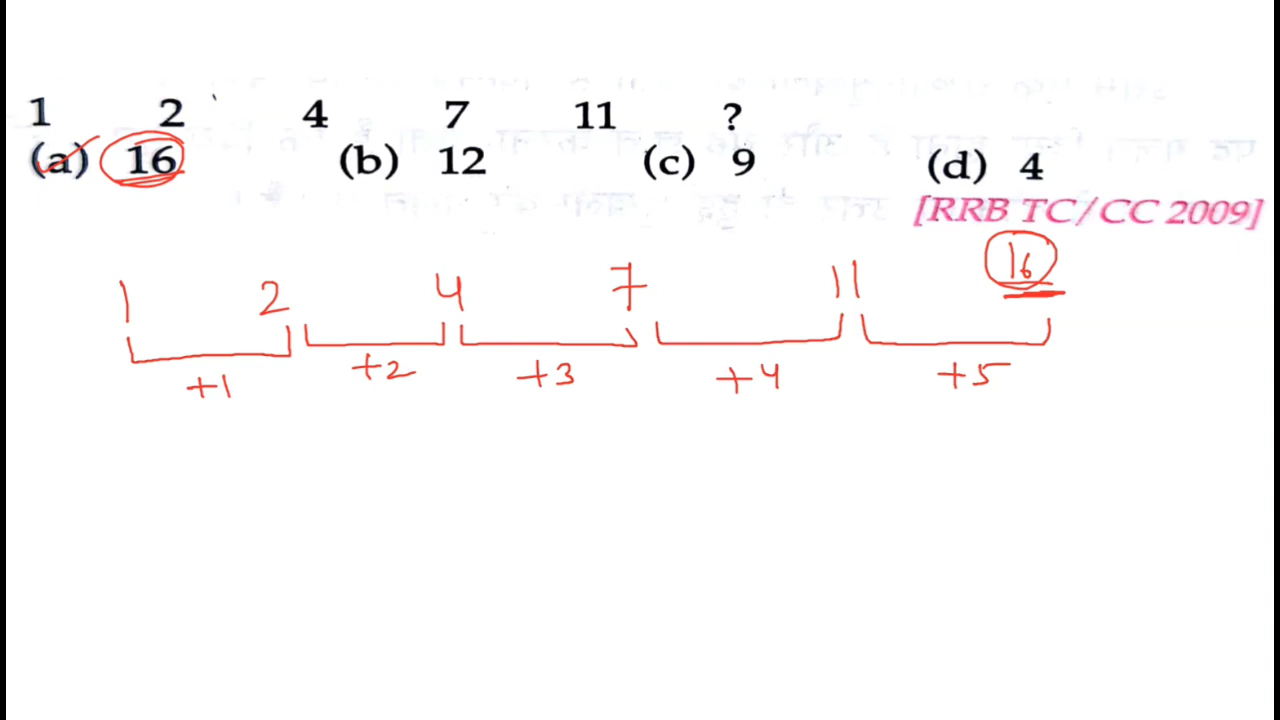 1 2 4 7 11 ?
(a) 16 (b) 12 (c) 9 (d) 4
[RRB TC/CC 2009]
1 2 4 7 11 16
+1 +2 +3 +4 +5